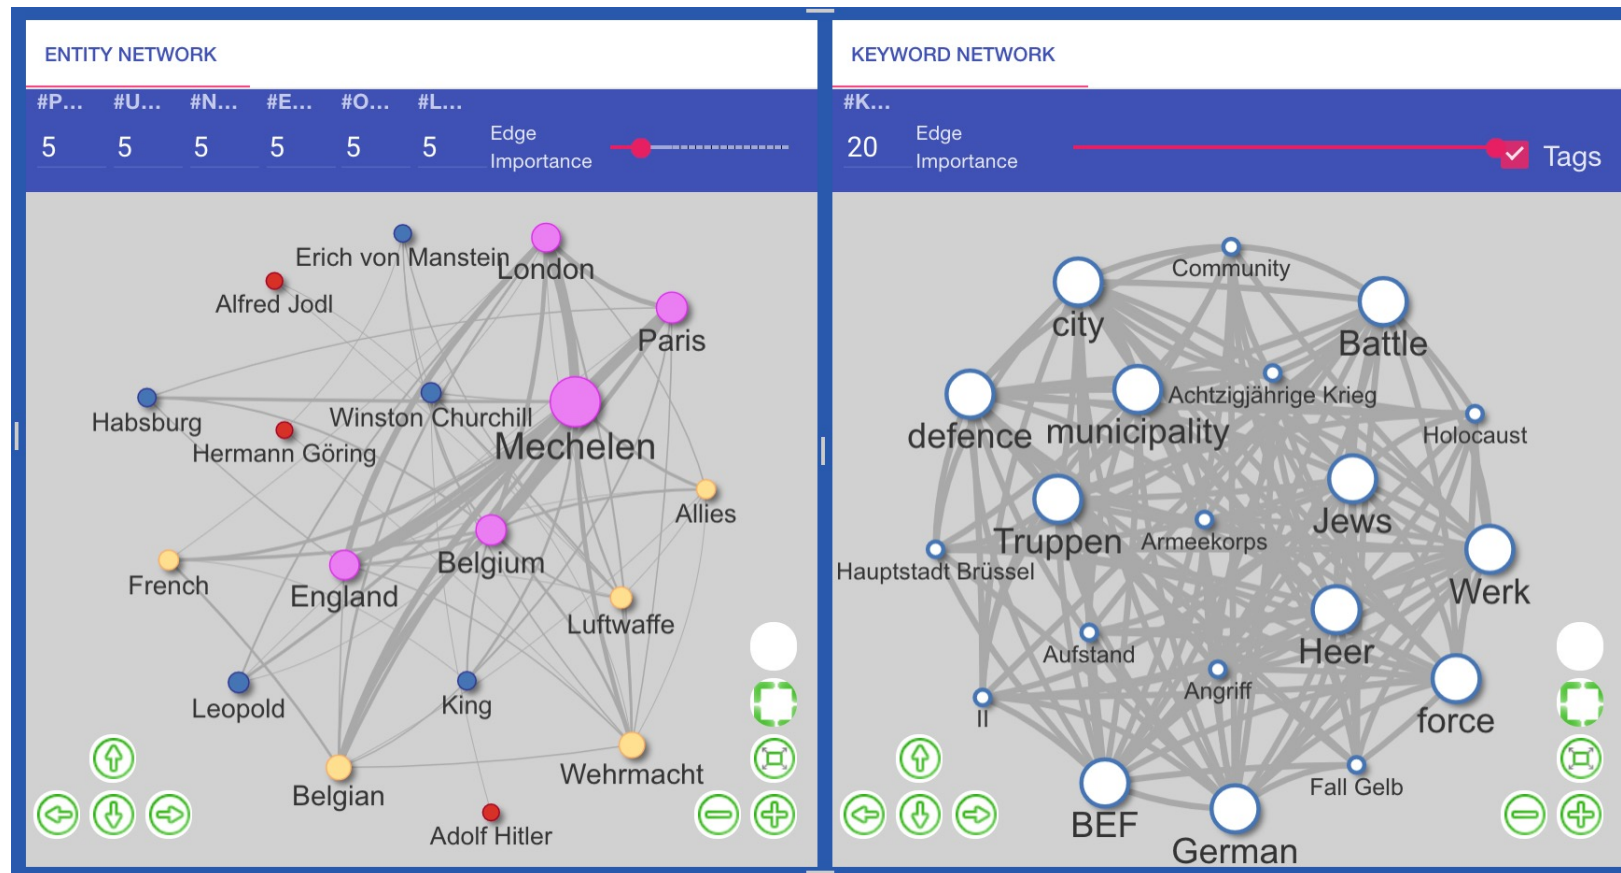 ENTITY NETWORK
#P...
#U...
#N...
#E...
#O...
#L...
5
5
5
5
5
5
Edge
Importance
Erich von Manstein
London
Alfred Jodl
Paris
Habsburg
Winston Churchill
Mechelen
Hermann Göring
Allies
Belgium
French
England
Luftwaffe
Leopold
King
Wehrmacht
Belgian
Adolf Hitler
KEYWORD NETWORK
#K...
20
Edge
Importance
Tags
Community
city
Battle
Achtzigjährige Krieg
defence
municipality
Holocaust
Jews
Truppen
Armeekorps
Hauptstadt Brüssel
Werk
Aufstand
Heer
Angriff
II
force
Fall Gelb
BEF
German